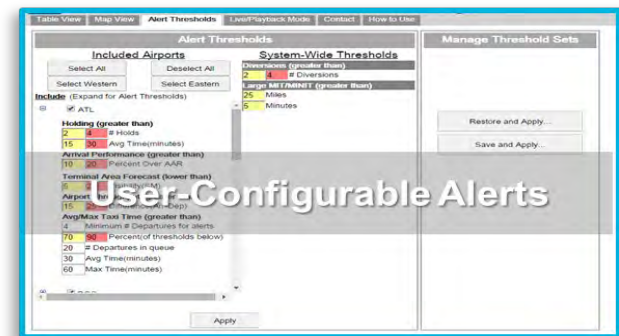 Table View Map View Alert Thresholds Live/Playback Mode Contact How to Use
Alert Thresholds
Manage Threshold Sets
Included Airports
System-Wide Thresholds
Select All Deselect All
Select Western Select Eastern
Include (Expand for Alert Thresholds)
ATL
Holding (greater than)
2 4 # Holds
15 30 Avg Time(minutes)
Arrival Performance (greater than)
10 20 Percent Over AAR
Terminal Area Forecast (lower than)
Airport
15 25
Avg/Max Taxi Time (greater than)
4 Minimum # Departures for alerts
70 90 Percent(of thresholds below)
20 # Departures in queue
30 Avg Time(minutes)
60 Max Time(minutes)
Diversions (greater than)
2 4 # Diversions
Large MIT/MINIT (greater than)
25 Miles
5 Minutes
Restore and Apply...
Save and Apply...
User-Configurable Alerts
Apply